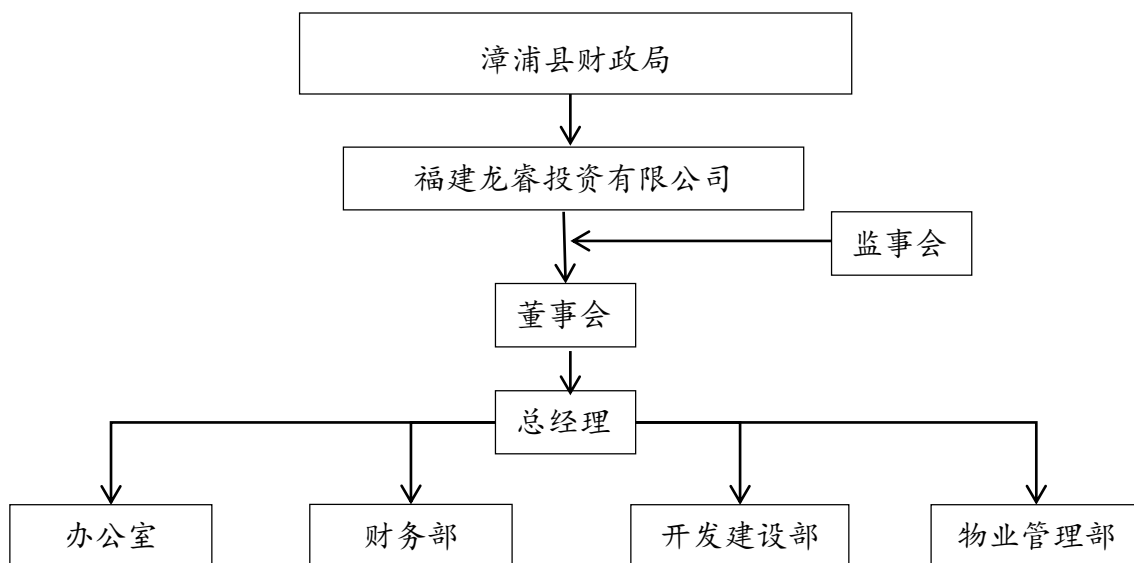 漳浦县财政局
福建龙睿投资有限公司
监事会
董事会
总经理
办公室
财务部
开发建设部
物业管理部